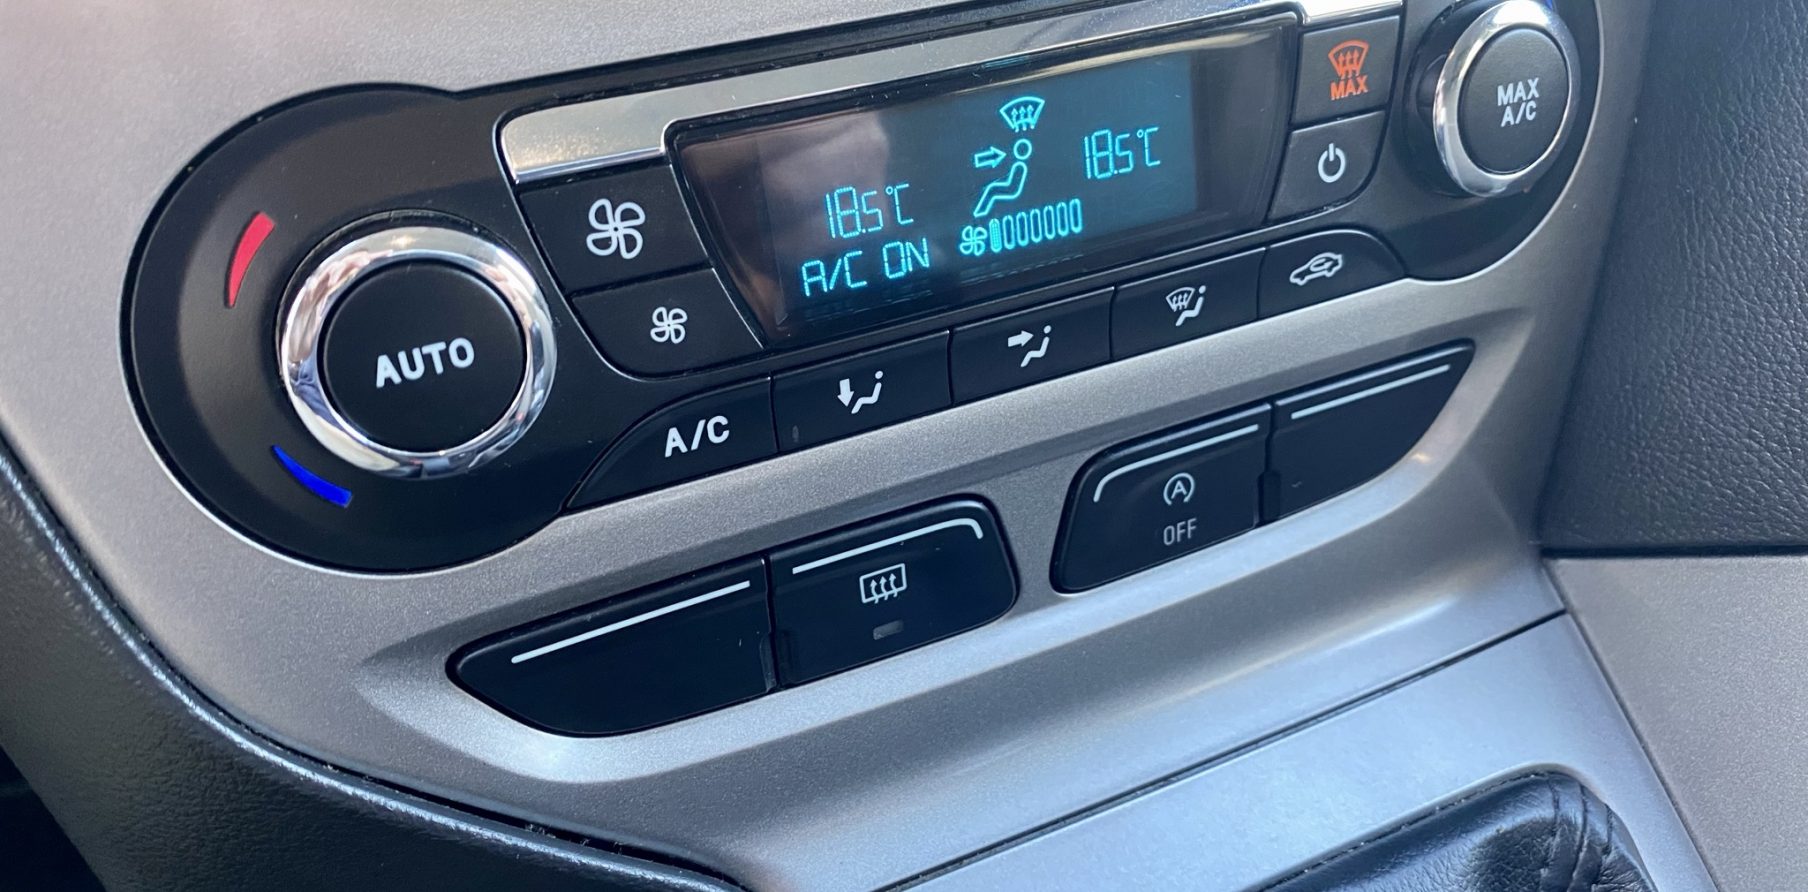 MAX
MAX
A/C
18.5°C
18.5°C
A/C ON
AUTO
A/C
A
OFF